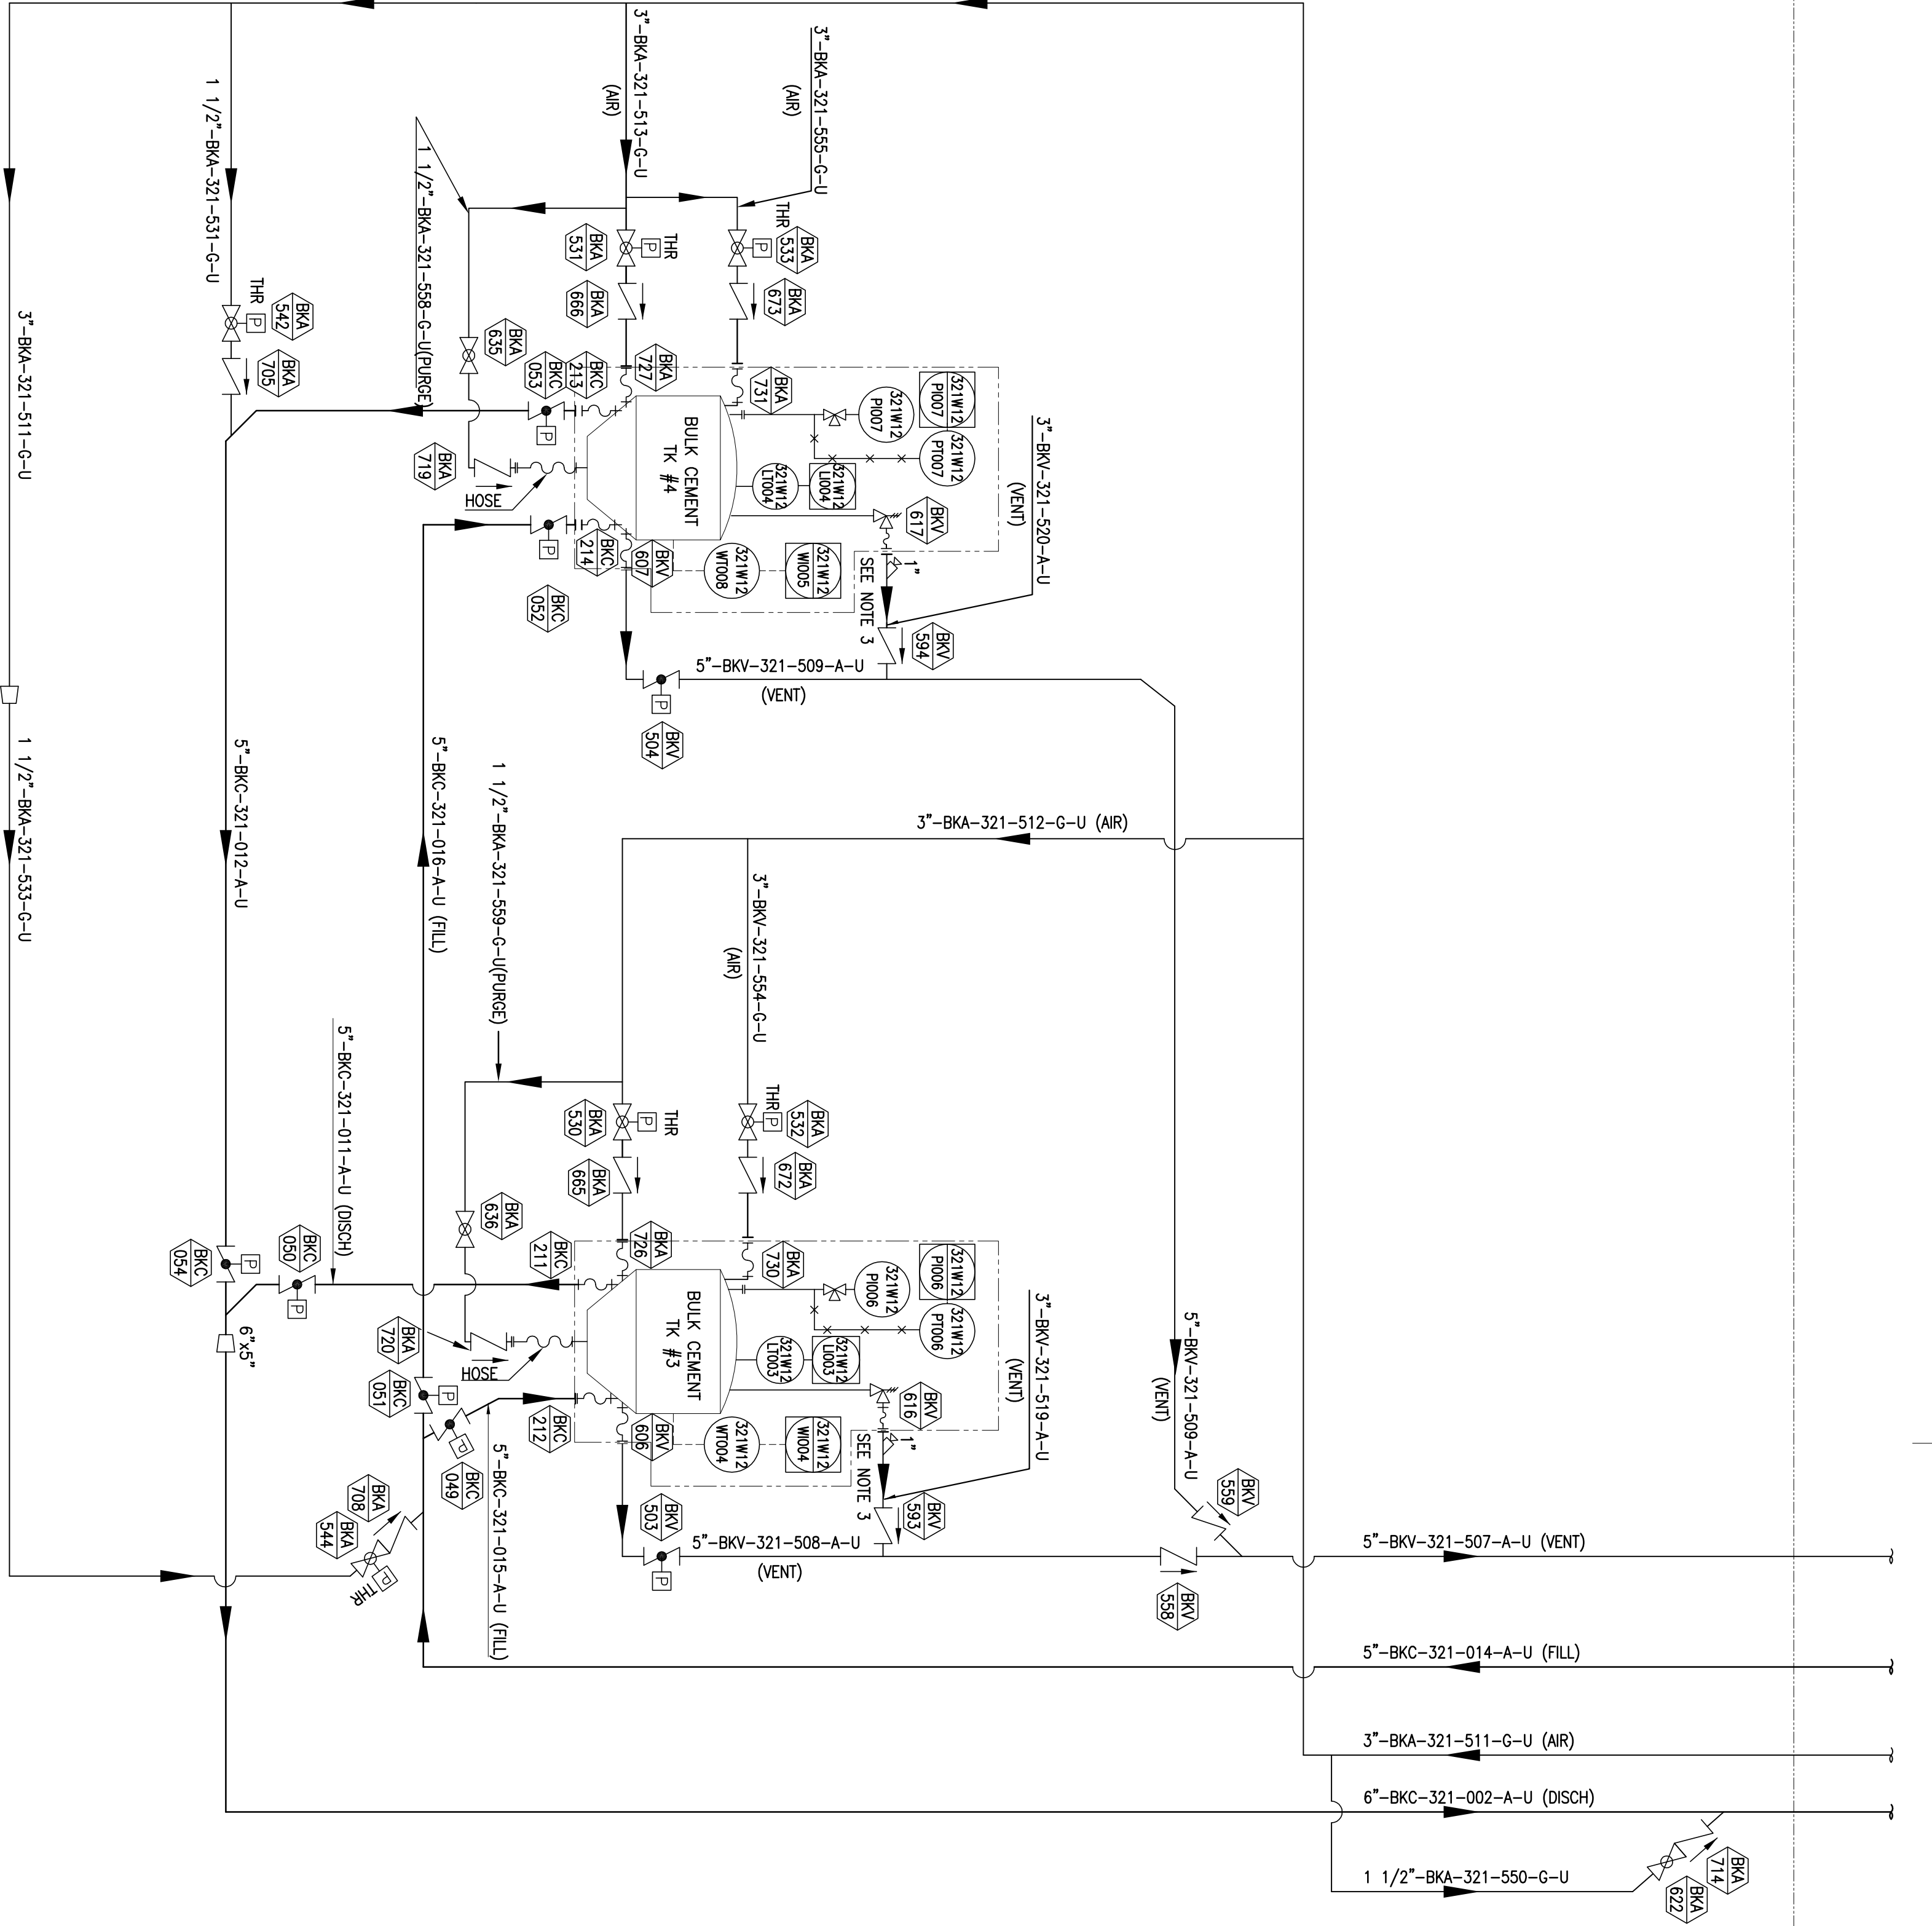 3"-BKA-321-513-G-U
(AIR)
3"-BKA-321-555-G-U
(AIR)
1 1/2"-BKA-321-531-G-U
1 1/2"-BKA-321-558-G-U(PURGE)
3"-BKA-321-511-G-U
THR
BKA
542
BKA
705
THR
BKA
531
BKA
666
THR
BKA
533
BKA
673
BKA
635
BKC
053
BKC
213
BKA
727
BKA
731
BKA
719
HOSE
BULK CEMENT
TK #4
321W12
PI007
321W12
PI007
321W12
PT007
321W12
LT004
321W12
LI004
BKV
617
3"-BKV-321-520-A-U
(VENT)
BKC
214
BKV
607
BKC
052
321W12
WT008
321W12
WI005
1"
SEE NOTE 3
BKV
594
5"-BKV-321-509-A-U
(VENT)
BKV
504
1 1/2"-BKA-321-533-G-U
5"-BKC-321-012-A-U
5"-BKC-321-016-A-U (FILL)
1 1/2"-BKA-321-559-G-U(PURGE)
3"-BKA-321-512-G-U (AIR)
3"-BKV-321-554-G-U
(AIR)
5"-BKC-321-011-A-U (DISCH)
THR
BKA
530
BKA
665
THR
BKA
532
BKA
672
BKA
636
BKC
211
BKA
726
BKA
730
BKC
054
BKC
050
6"x5"
BKA
720
HOSE
BKC
051
BKC
049
BKC
212
BULK CEMENT
TK #3
321W12
PI006
321W12
PI006
321W12
PT006
321W12
LT003
321W12
LI003
BKV
616
3"-BKV-321-519-A-U
(VENT)
BKV
606
321W12
WT004
321W12
WI004
1"
SEE NOTE 3
BKV
593
BKV
503
5"-BKV-321-508-A-U
(VENT)
5"-BKV-321-509-A-U
(VENT)
BKV
559
BKV
558
BKA
708
BKA
544
THR
5"-BKC-321-015-A-U (FILL)
5"-BKV-321-507-A-U (VENT)
5"-BKC-321-014-A-U (FILL)
3"-BKA-321-511-G-U (AIR)
6"-BKC-321-002-A-U (DISCH)
1 1/2"-BKA-321-550-G-U
BKA
714
BKA
622
P
P
P
P
P
P
P
P
P
P
P
P
P
P